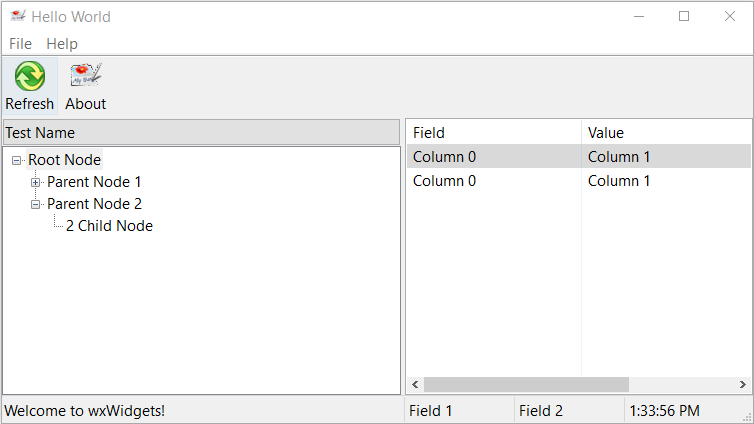 Hello World
File Help
Refresh About
Test Name
Root Node
Parent Node 1
Parent Node 2
2 Child Node
Field Value
Column 0 Column 1
Column 0 Column 1
Welcome to wxWidgets! Field 1 Field 2 1:33:56 PM